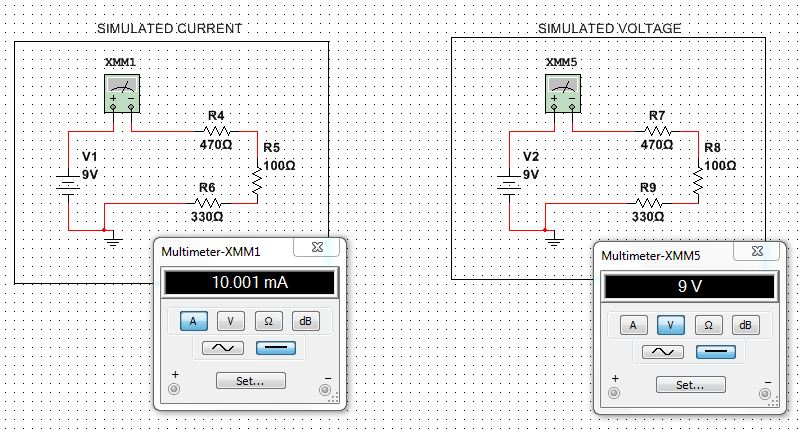 SIMULATED CURRENT
XMM1
+ -
R4
470Ω
R5
100Ω
V1
9V
R6
330Ω
Multimeter-XMM1
10.001 mA
A V Ω dB
+ -
Set...
SIMULATED VOLTAGE
XMM5
+ -
R7
470Ω
R8
100Ω
V2
9V
R9
330Ω
Multimeter-XMM5
9 V
A V Ω dB
+ -
Set...